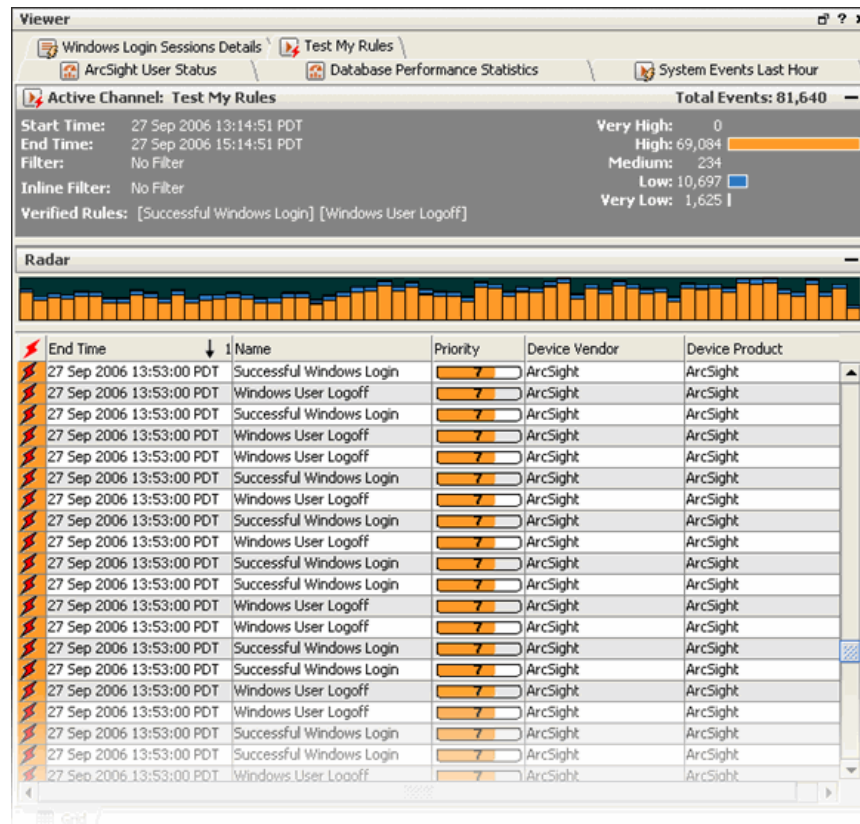 Viewer
Windows Login Sessions Details Test My Rules
ArcSight User Status Database Performance Statistics System Events Last Hour
Active Channel: Test My Rules Total Events: 81,640
Start Time: 27 Sep 2006 13:14:51 PDT Very High: 0
End Time: 27 Sep 2006 15:14:51 PDT High: 69,084
Filter: No Filter Medium: 234
Low: 10,697
Inline Filter: No Filter Very Low: 1,625
Verified Rules: [Successful Windows Login] [Windows User Logoff]
Radar
End Time 1 Name Priority Device Vendor Device Product
27 Sep 2006 13:53:00 PDT Successful Windows Login 7 ArcSight ArcSight
27 Sep 2006 13:53:00 PDT Windows User Logoff 7 ArcSight ArcSight
27 Sep 2006 13:53:00 PDT Successful Windows Login 7 ArcSight ArcSight
27 Sep 2006 13:53:00 PDT Windows User Logoff 7 ArcSight ArcSight
27 Sep 2006 13:53:00 PDT Windows User Logoff 7 ArcSight ArcSight
27 Sep 2006 13:53:00 PDT Successful Windows Login 7 ArcSight ArcSight
27 Sep 2006 13:53:00 PDT Windows User Logoff 7 ArcSight ArcSight
27 Sep 2006 13:53:00 PDT Successful Windows Login 7 ArcSight ArcSight
27 Sep 2006 13:53:00 PDT Windows User Logoff 7 ArcSight ArcSight
27 Sep 2006 13:53:00 PDT Successful Windows Login 7 ArcSight ArcSight
27 Sep 2006 13:53:00 PDT Successful Windows Login 7 ArcSight ArcSight
27 Sep 2006 13:53:00 PDT Windows User Logoff 7 ArcSight ArcSight
27 Sep 2006 13:53:00 PDT Windows User Logoff 7 ArcSight ArcSight
27 Sep 2006 13:53:00 PDT Successful Windows Login 7 ArcSight ArcSight
27 Sep 2006 13:53:00 PDT Successful Windows Login 7 ArcSight ArcSight
27 Sep 2006 13:53:00 PDT Windows User Logoff 7 ArcSight ArcSight
27 Sep 2006 13:53:00 PDT Windows User Logoff 7 ArcSight ArcSight
27 Sep 2006 13:53:00 PDT Successful Windows Login 7 ArcSight ArcSight
27 Sep 2006 13:53:00 PDT Successful Windows Login 7 ArcSight ArcSight
27 Sep 2006 13:53:00 PDT Windows User Logoff 7 ArcSight ArcSight
Grid